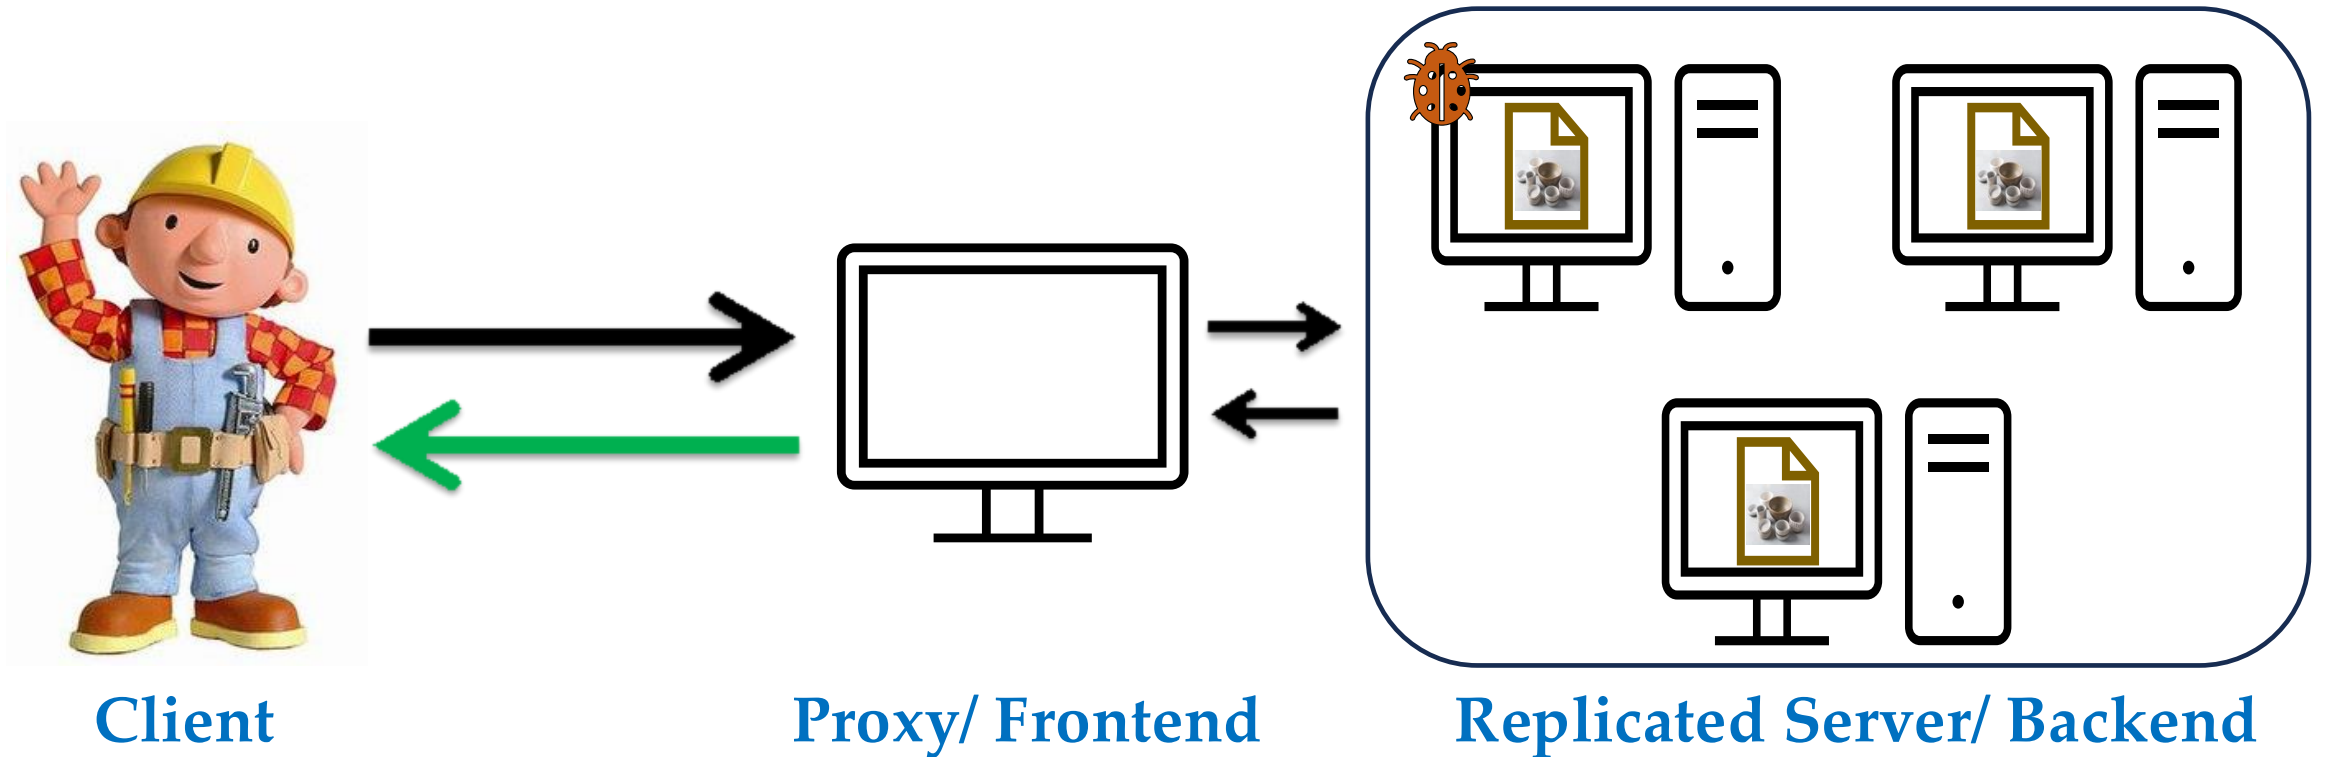 Client
Proxy/ Frontend
Replicated Server/ Backend